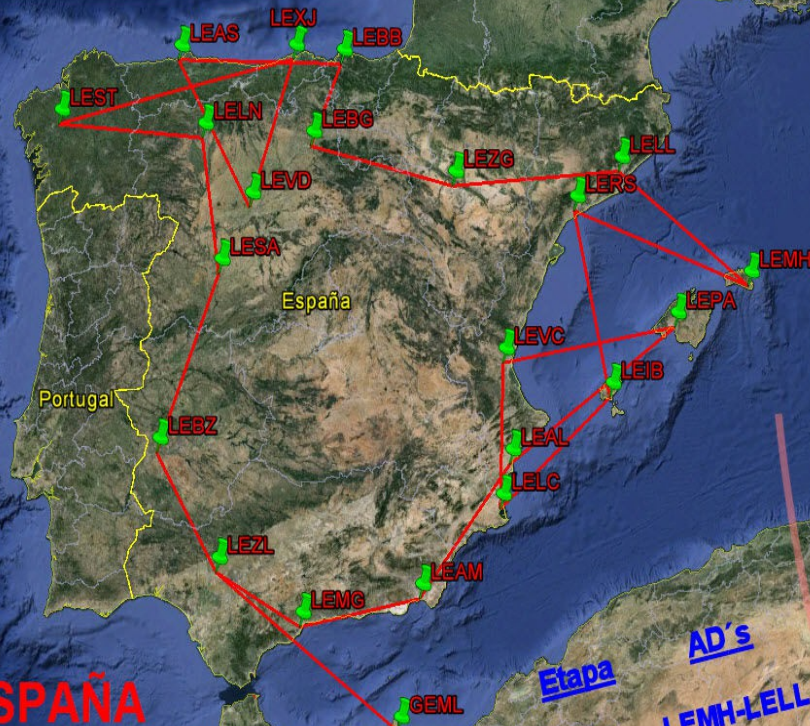 LEXJ
LEAS
LEBB
LEST
LELN
LEBG
LELL
LEZG
LEVD
LERS
LESA
LEMH
España
LEPA
LEVC
LEIB
Portugal
LEBZ
LEAL
LELC
LEZL
LEAM
LEMG
AD´s
Etapa
SPAÑA
GEML
LEMH-LELL